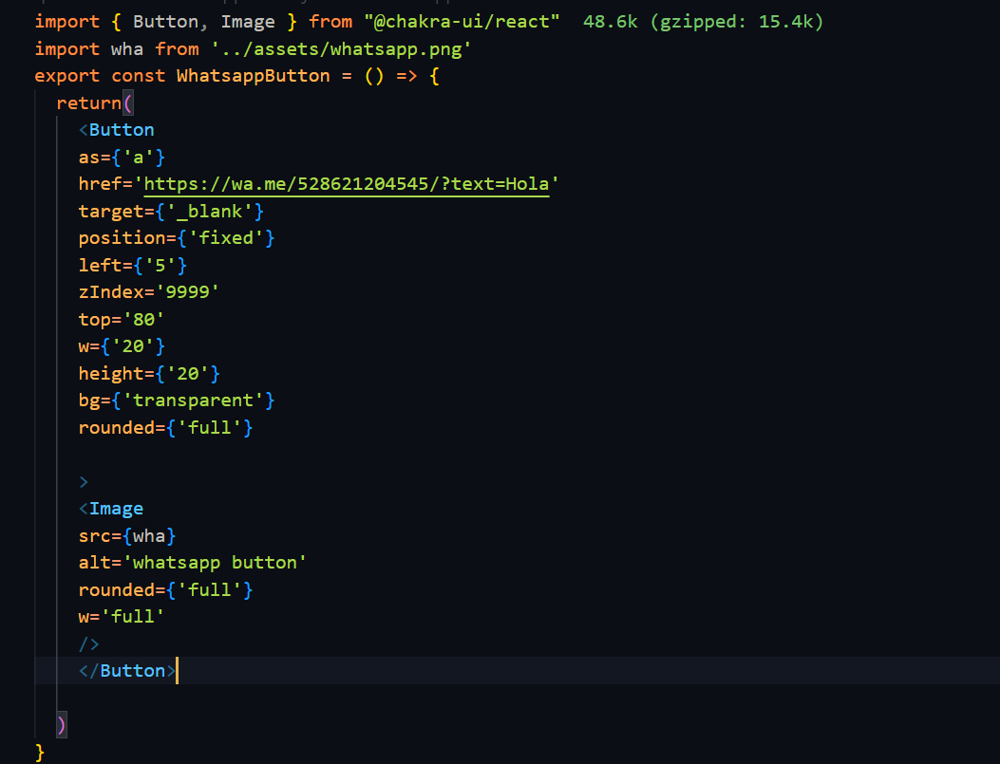 import { Button, Image } from "@chakra-ui/react"  48.6k (gzipped: 15.4k)
import wha from '../assets/whatsapp.png'
export const WhatsappButton = () => {
  return(
    <Button
    as={'a'}
    href='https://wa.me/528621204545/?text=Hola'
    target={'_blank'}
    position={'fixed'}
    left={'5'}
    zIndex='9999'
    top='80'
    w={'20'}
    height={'20'}
    bg={'transparent'}
    rounded={'full'}
    >
    <Image
    src={wha}
    alt='whatsapp button'
    rounded={'full'}
    w='full'
    />
    </Button>
  )
}